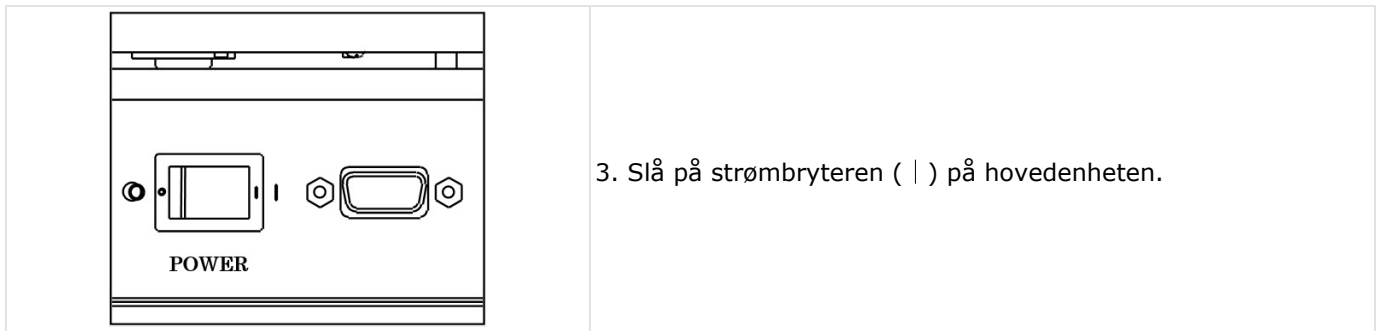 POWER
3. Slå på strømbryteren ( | ) på hovedenheten.